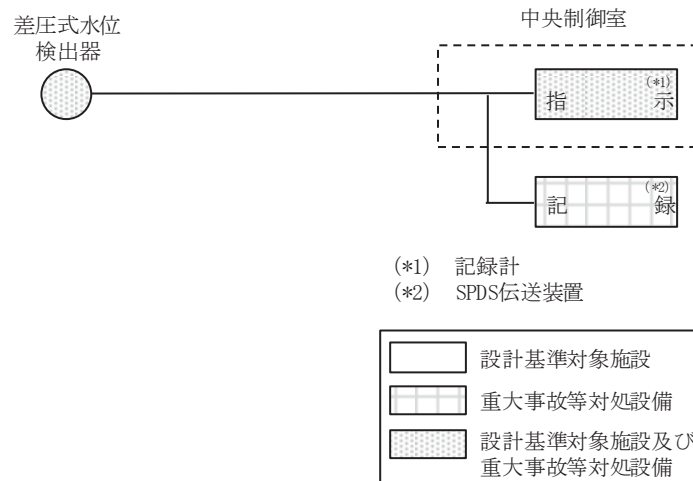 中央制御室
差圧式水位
検出器
(*1)
指 示
(*2)
記 録
(*1) 記録計
(*2) SPDS伝送装置
設計基準対象施設
重大事故等対処設備
設計基準対象施設及び
重大事故等対処設備